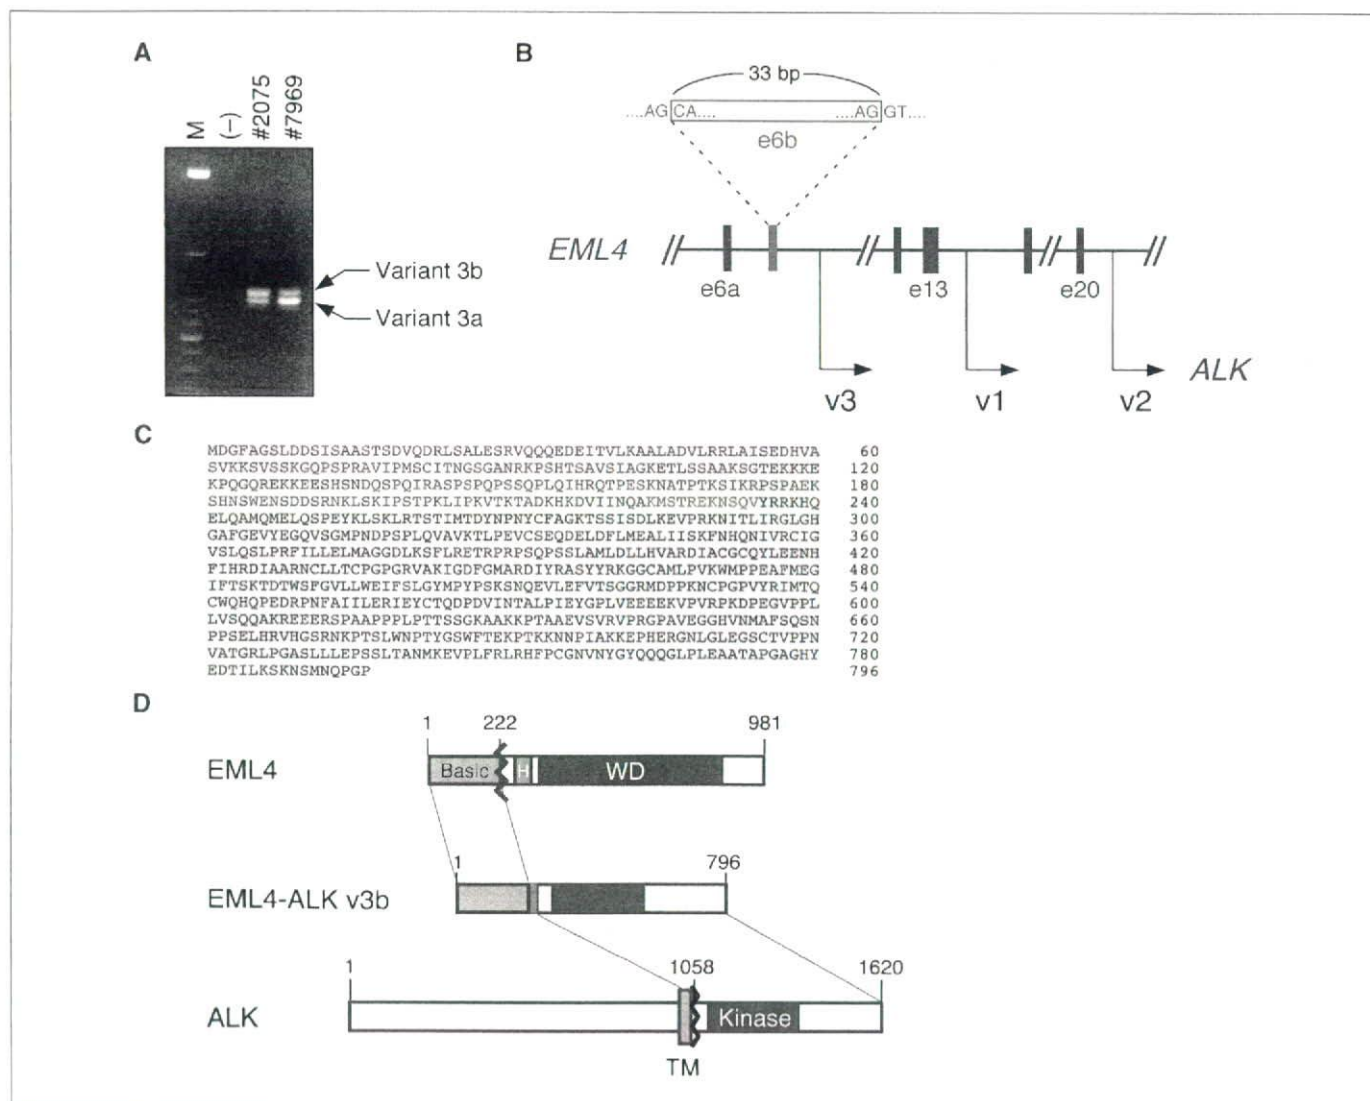 A
B
M
(–)
#2075
#7969
Variant 3b
Variant 3a
33 bp
....AG CA.... ....AG GT....
e6b
EML4
e6a
e13
e20
v3
v1
v2
ALK
C
MDGFAGSLDDSISAASTSDVQDRLSALESRVQQQEDEITVLKAALADVLRRLAISEDHVA 60
SVKKSVSSKGQPSPRAVIPMSCITNGSGANRKPSHTSAVSIAGKETLSSAAKSGTEKKKE 120
KPQGQREKKEESHSNDQSPQIRASPSPQPSSQPLQIHRQTPESKNATPTKSIKRPSPAEK 180
SHNSWENSDDSRNKLSKIPSTPKLIPKVTKTADKHKDVIINQAKMSTREKNSQVYRRKHQ 240
ELQAMQMELQSPEYKLSKLRTSTIMTDYNPNYCFAGKTSSISDLKEVPRKNITLIRGLGH 300
GAFGEVYEGQVSGMPNDPSPLQVAVKTLPEVCSEQDELDFLMEALIISKFNHQNIVRCIG 360
VSLQSLPRFILLELMAGGDLKSFLRETRPRPSQPSSLAMLDLLHVARDIACGCQYLEENH 420
FIHRDIAARNCLLTCPGPGRVAKIGDFGMARDIYRASYYRKGGCAMLPVKWMPPEAFMEG 480
IFTSKTDTWSFGVLLWEIFSLGYMPYPSKSNQEVLEFVTSGGRMDPPKNCPGPVYRIMTQ 540
CWQHQPEDRPNFAIILERIEYCTQDPDVINTALPIEYGPLVEEEEKVPVRPKDPEGVPPL 600
LVSQQAKREEERSPAAPPPLPTTSSGKAAKKPTAAEVSVRVPRGPAVEGGHVNMAFSQSN 660
PPSELHRVHGSRNKPTSLWNPTYGSWFTEKPTKKNNPIAKKEPHERGNLGLEGSCTVPPN 720
VATGRLPGASLLLEPSSLTANMKEVPLFRLRHFPCGNVNYGYQQQGLPLEAATAPGAGHY 780
EDTILKSKNSMNQPGP 796
D
1 222 981
EML4 Basic H WD
1 796
EML4-ALK v3b
1 1058 1620
ALK Kinase
TM